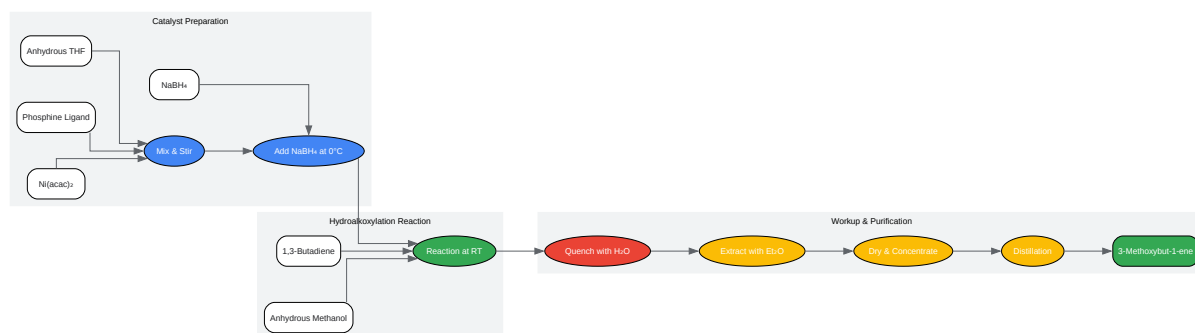 Catalyst Preparation
Anhydrous THF
NaBH₄
Phosphine Ligand
Mix & Stir
Add NaBH₄ at 0°C
Ni(acac)₂
Hydroalkoxylation Reaction
1,3-Butadiene
Reaction at RT
Anhydrous Methanol
Workup & Purification
Quench with H₂O
Extract with Et₂O
Dry & Concentrate
Distillation
3-Methoxybut-1-ene